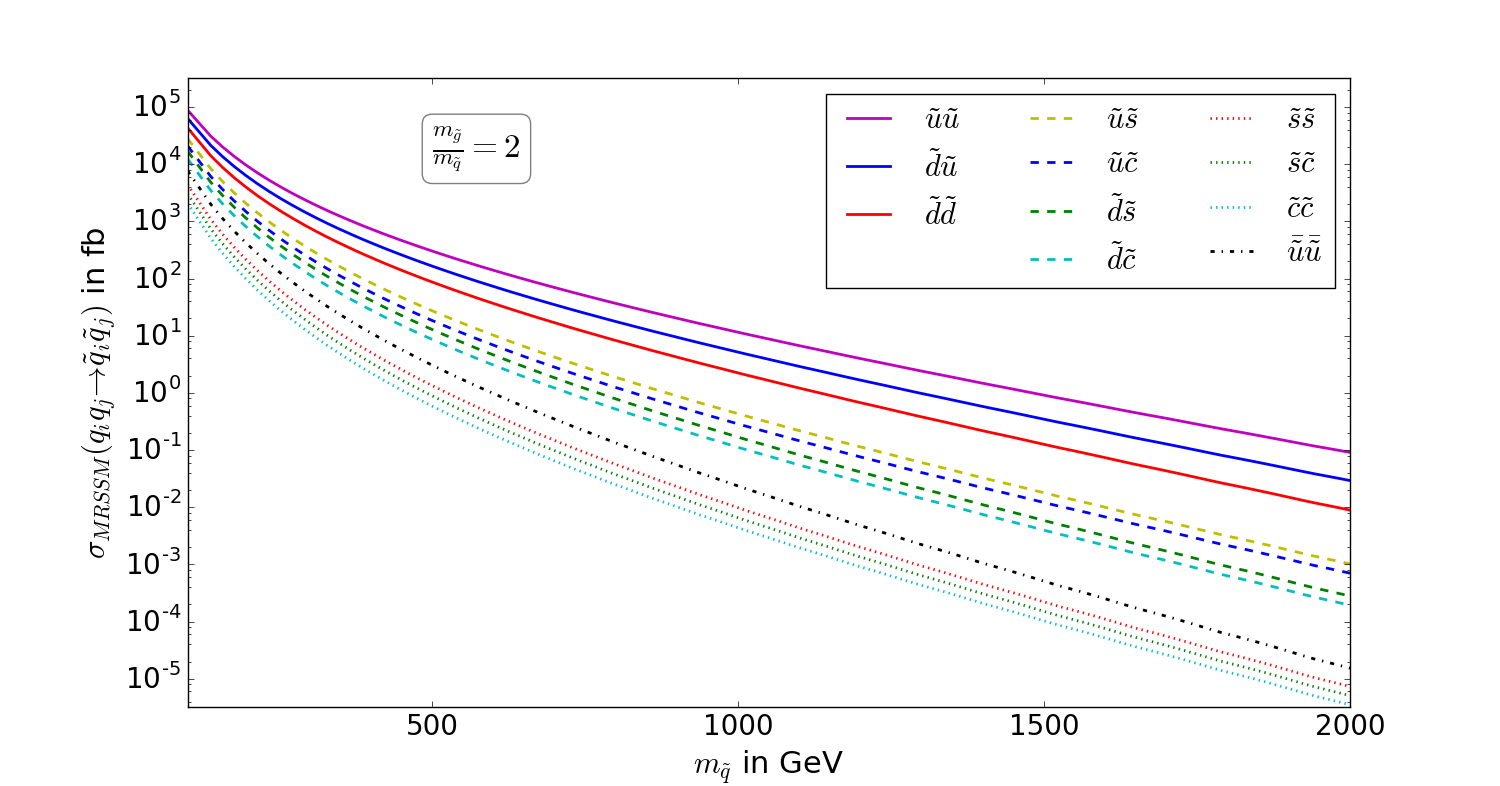 σ_MRSSM(q_i q_j→q̃_i q̃_j) in fb
10^5
10^4
10^3
10^2
10^1
10^0
10^-1
10^-2
10^-3
10^-4
10^-5
m_g̃/m_q̃ = 2
ũũ
d̃ũ
d̃d̃
ũs̃
ũc̃
d̃s̃
d̃c̃
s̃s̃
s̃c̃
c̃c̃
ũ̄ũ̄
500
1000
1500
2000
m_q̃ in GeV